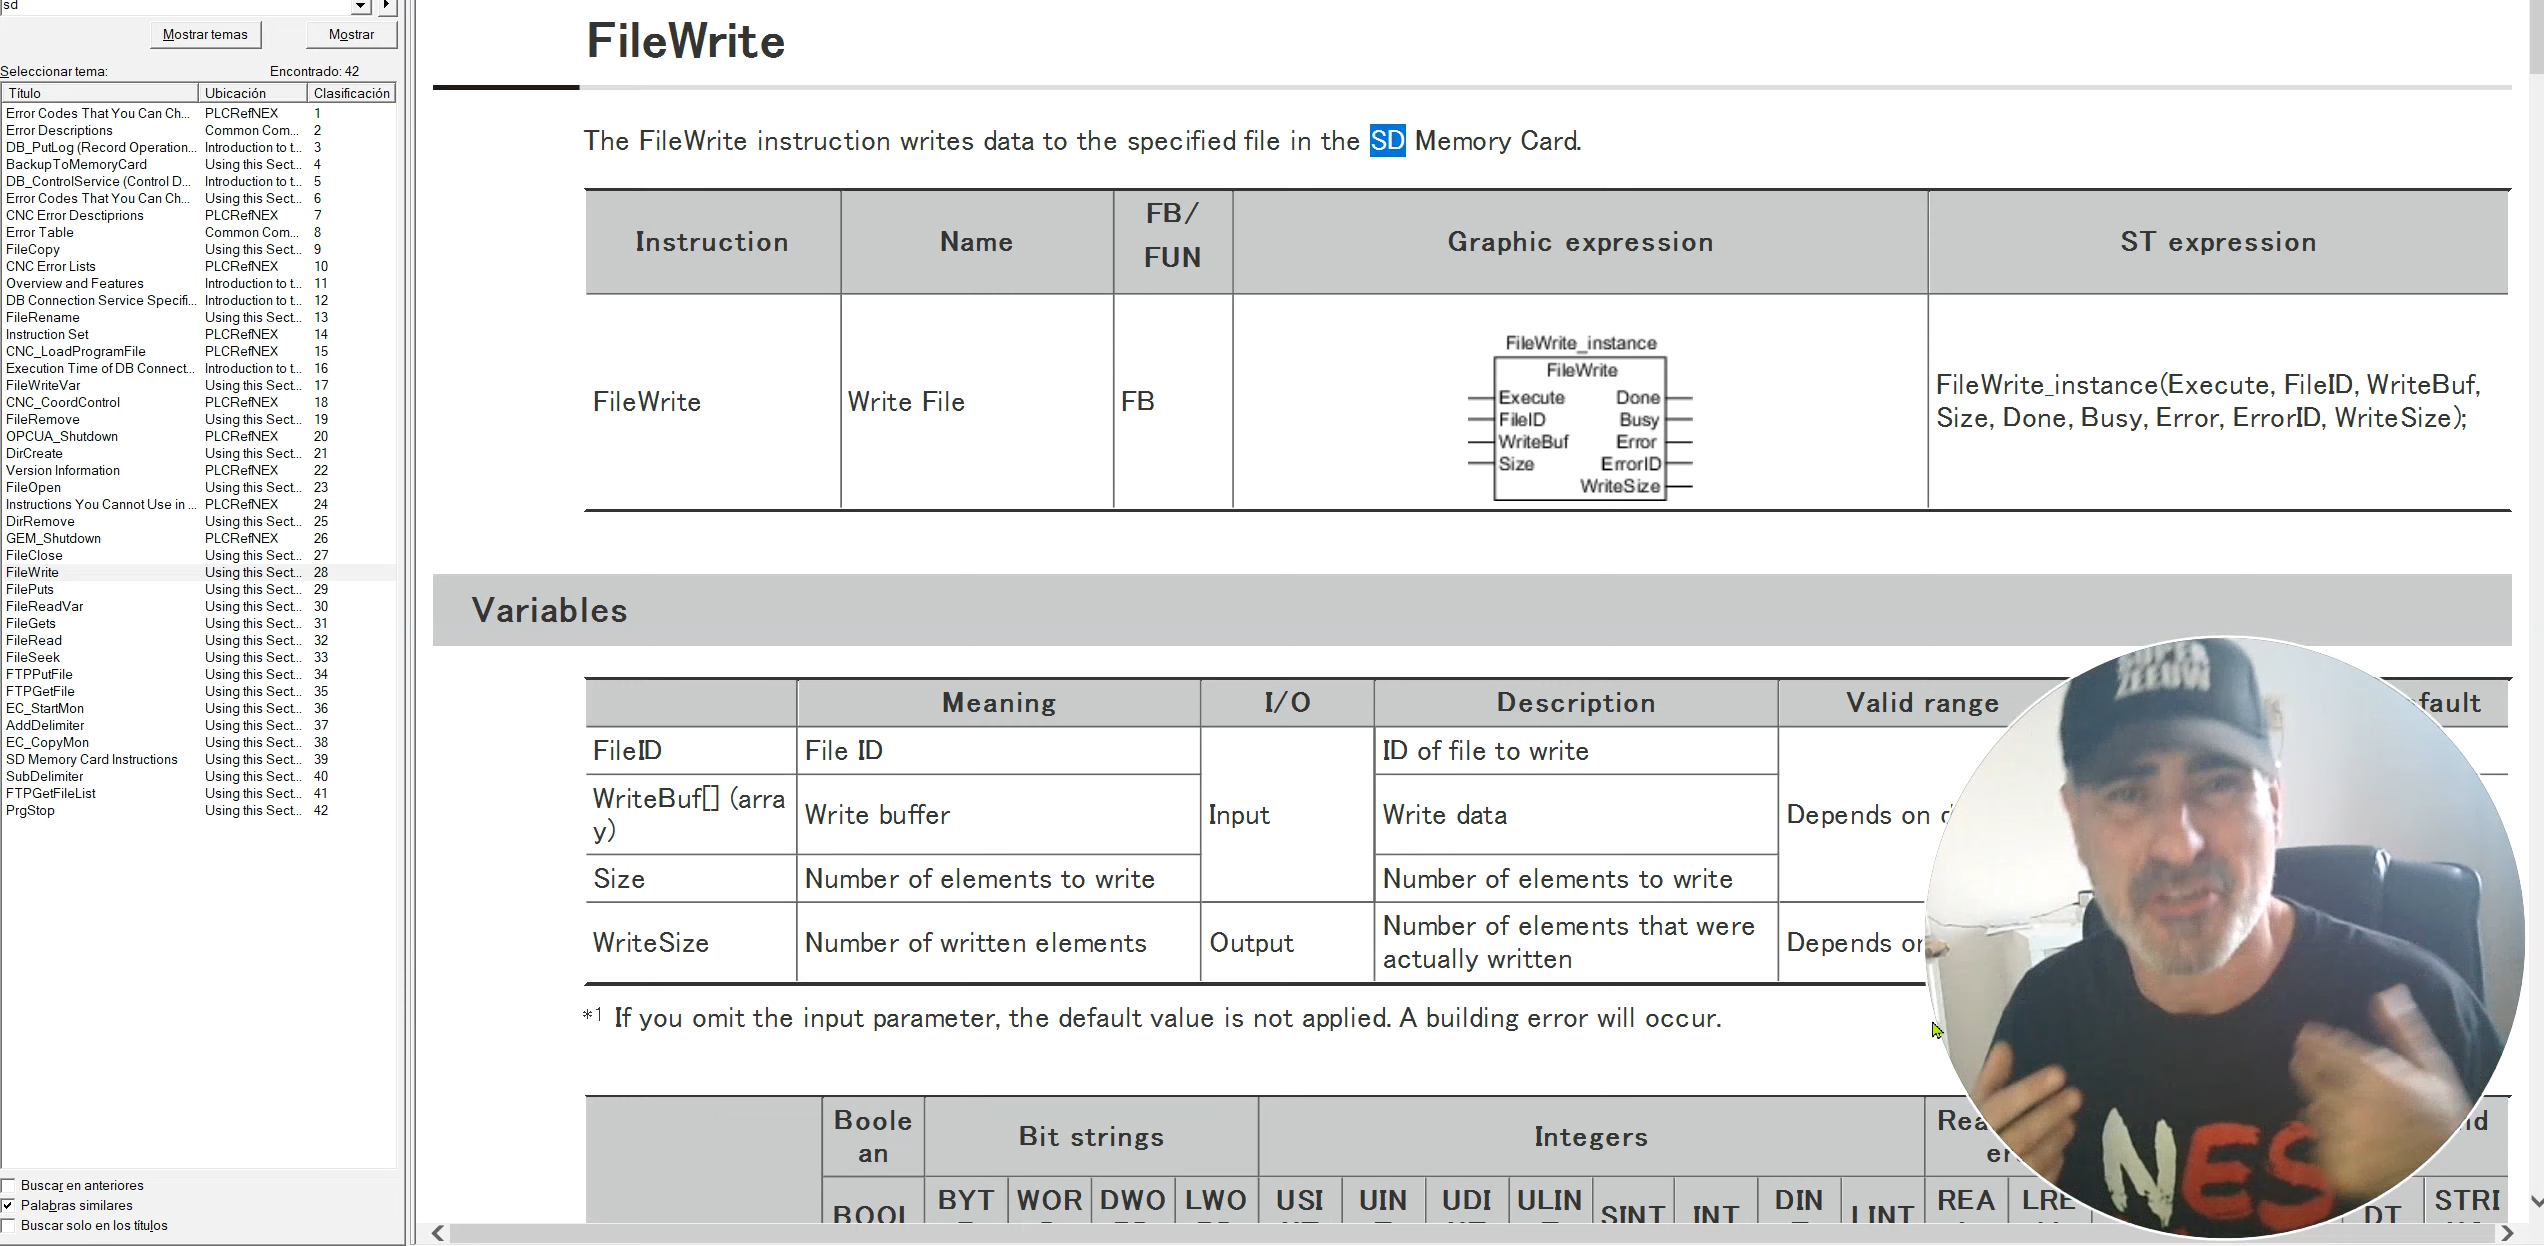 sd
Mostrar temas
Mostrar
Seleccionar tema:
Encontrado: 42
Título Ubicación Clasificación
Error Codes That You Can Ch... PLCRefNEX 1
Error Descriptions Common Com... 2
DB_PutLog (Record Operation... Introduction to t... 3
BackupToMemoryCard Using this Sect... 4
DB_ControlService (Control D... Introduction to t... 5
Error Codes That You Can Ch... Using this Sect... 6
CNC Error Desctiprions PLCRefNEX 7
Error Table Common Com... 8
FileCopy Using this Sect... 9
CNC Error Lists PLCRefNEX 10
Overview and Features Introduction to t... 11
DB Connection Service Specifi... Introduction to t... 12
FileRename Using this Sect... 13
Instruction Set PLCRefNEX 14
CNC_LoadProgramFile PLCRefNEX 15
Execution Time of DB Connect... Introduction to t... 16
FileWriteVar Using this Sect... 17
CNC_CoordControl PLCRefNEX 18
FileRemove Using this Sect... 19
OPCUA_Shutdown PLCRefNEX 20
DirCreate Using this Sect... 21
Version Information PLCRefNEX 22
FileOpen Using this Sect... 23
Instructions You Cannot Use in ... PLCRefNEX 24
DirRemove Using this Sect... 25
GEM_Shutdown PLCRefNEX 26
FileClose Using this Sect... 27
FileWrite Using this Sect... 28
FilePuts Using this Sect... 29
FileReadVar Using this Sect... 30
FileGets Using this Sect... 31
FileRead Using this Sect... 32
FileSeek Using this Sect... 33
FTPPutFile Using this Sect... 34
FTPGetFile Using this Sect... 35
EC_StartMon Using this Sect... 36
AddDelimiter Using this Sect... 37
EC_CopyMon Using this Sect... 38
SD Memory Card Instructions Using this Sect... 39
SubDelimiter Using this Sect... 40
FTPGetFileList Using this Sect... 41
PrgStop Using this Sect... 42
Buscar en anteriores
Palabras similares
Buscar solo en los títulos
FileWrite
The FileWrite instruction writes data to the specified file in the SD Memory Card.
Instruction Name FB/ FUN Graphic expression ST expression
FileWrite Write File FB
FileWrite_instance
FileWrite
Execute Done
FileID Busy
WriteBuf Error
Size ErrorID
WriteSize
FileWrite_instance(Execute, FileID, WriteBuf,
Size, Done, Busy, Error, ErrorID, WriteSize);
Variables
Meaning I/O Description Valid range fault
FileID File ID ID of file to write
WriteBuf[] (arra
y)
Write buffer Input Write data Depends on
Size Number of elements to write Number of elements to write
WriteSize Number of written elements Output Number of elements that were
actually written
Depends on
*1 If you omit the input parameter, the default value is not applied. A building error will occur.
Boole
an
Bit strings Integers Rea
BOOL BYT WOR DWO LWO USI UIN UDI ULIN SINT INT DIN LINT REA LRE DT STRI
SUPER
ZEEUW
NES